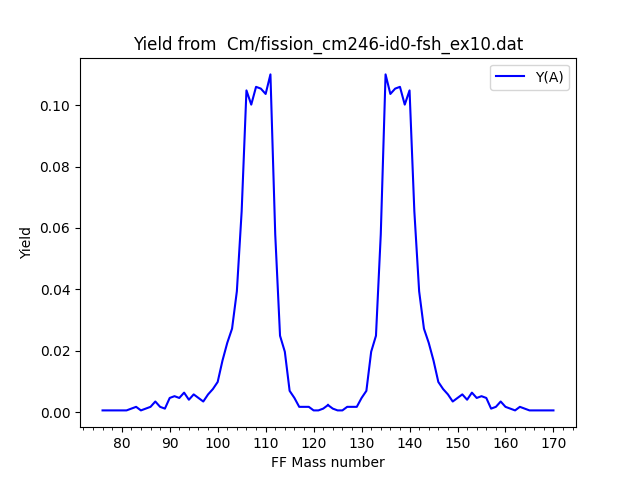 Yield from  Cm/fission_cm246-id0-fsh_ex10.dat
Y(A)
0.10
0.08
0.06
0.04
0.02
0.00
Yield
80 90 100 110 120 130 140 150 160 170
FF Mass number